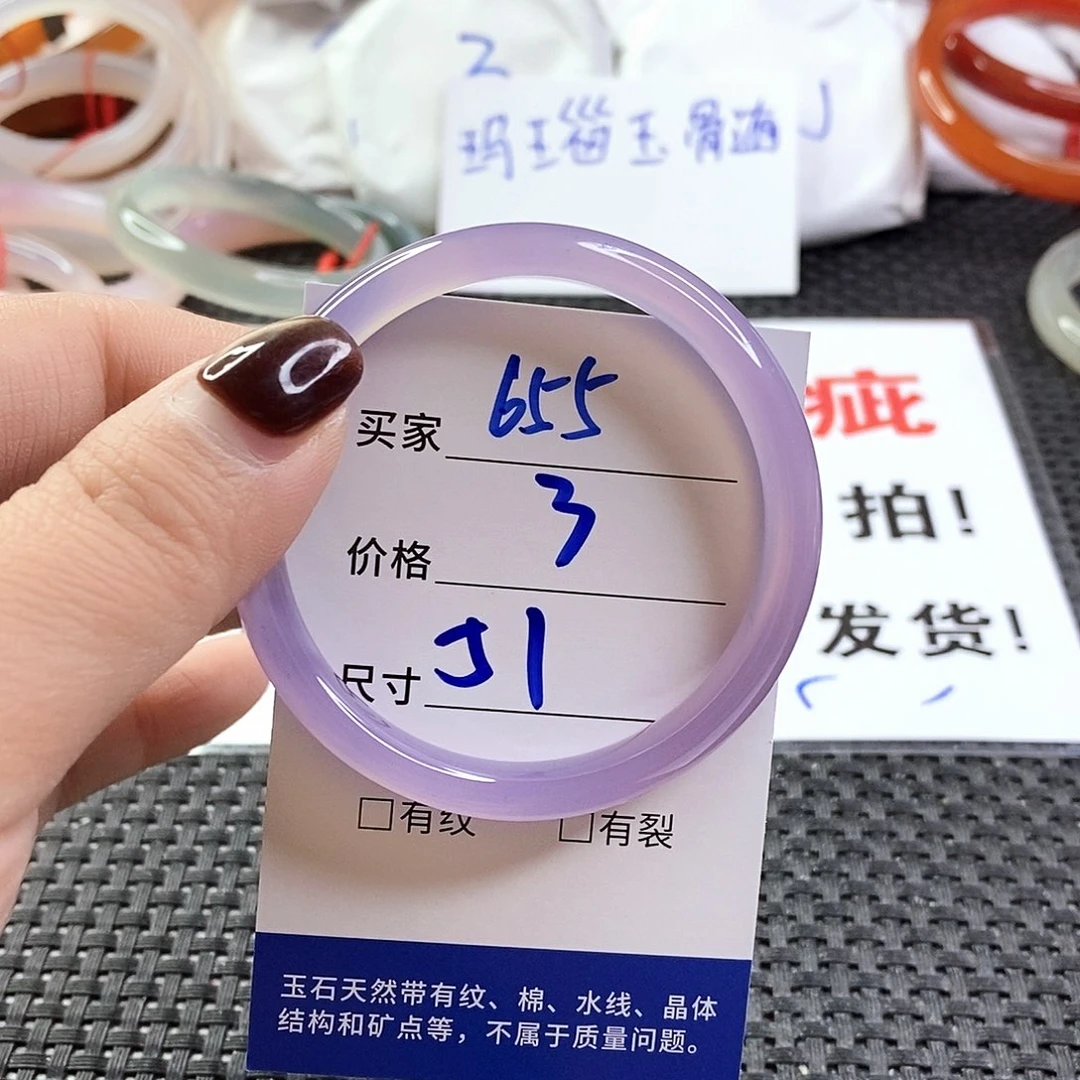 2
玛瑙玉骨髓
疵
拍!
发货!
买家 655
价格 3
尺寸 51
□有纹 □有裂
玉石天然带有纹、棉、水线、晶体
结构和矿点等，不属于质量问题。